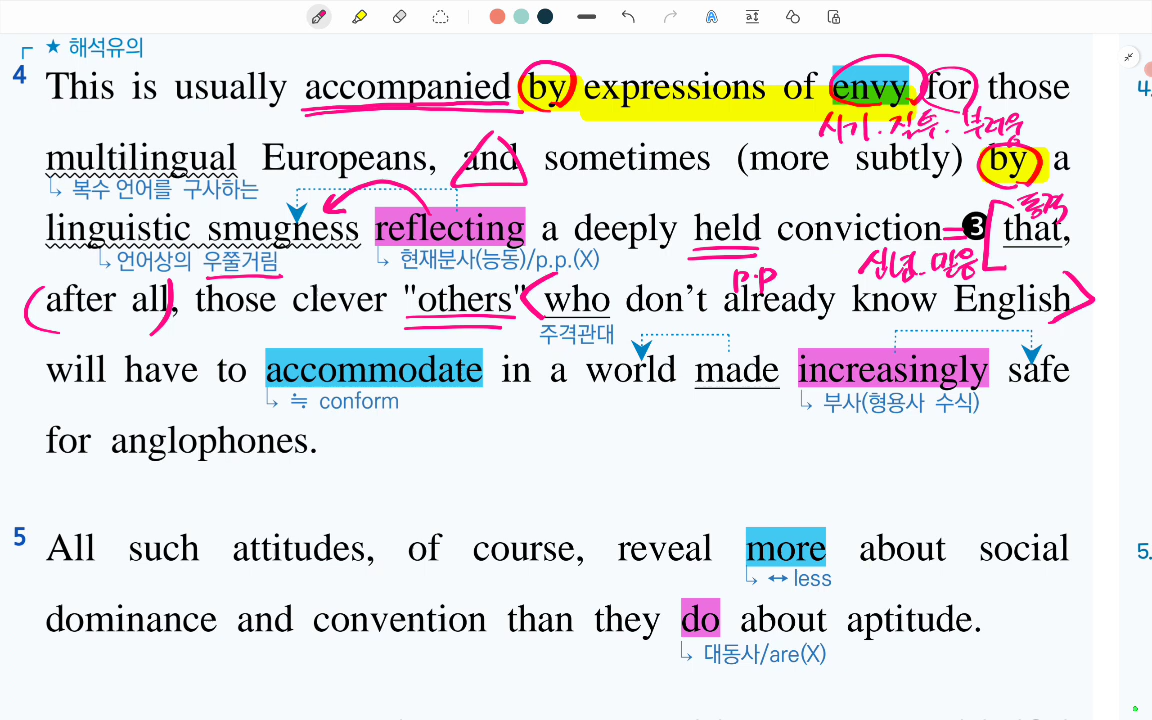 ★ 해석유의
4 This is usually accompanied by expressions of envy for those
시기·질투·부러움
multilingual Europeans, and sometimes (more subtly) by a
복수 언어를 구사하는
동격
linguistic smugness reflecting a deeply held conviction = ❸ [that,
언어상의 우쭐거림 현재분사(능동)/p.p.(X) p.p 신념·믿음
(after all), those clever "others" <who don't already know English>
주격관대
will have to accommodate in a world made increasingly safe
≒ conform 부사(형용사 수식)
for anglophones.
5 All such attitudes, of course, reveal more about social
↔ less
dominance and convention than they do about aptitude.
대동사/are(X)
4
5.